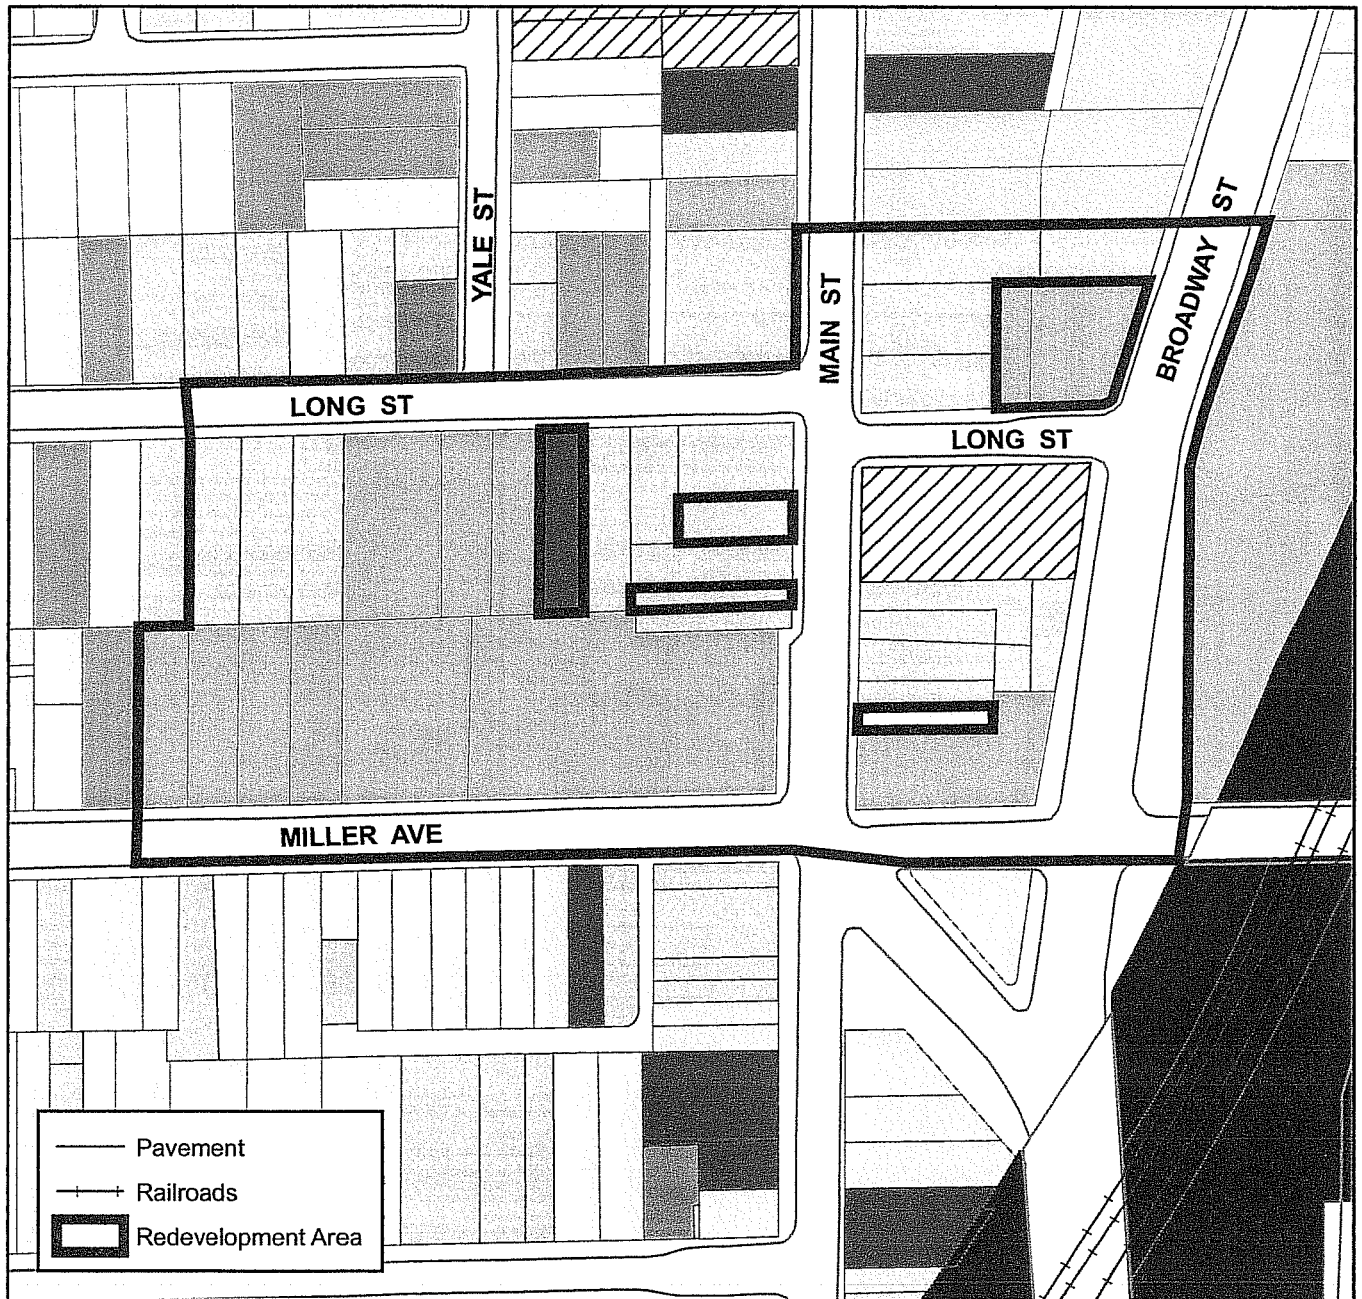 YALE ST
MAIN ST
BROADWAY ST
LONG ST
LONG ST
MILLER AVE
Pavement
Railroads
Redevelopment Area